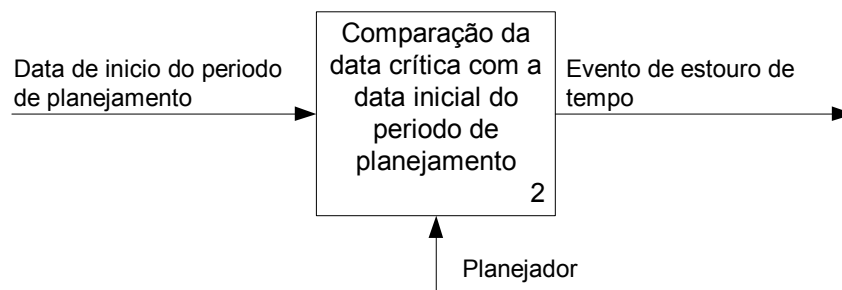 Data de inicio do periodo
de planejamento
Comparação da
data crítica com a
data inicial do
periodo de
planejamento
2
Evento de estouro de
tempo
Planejador